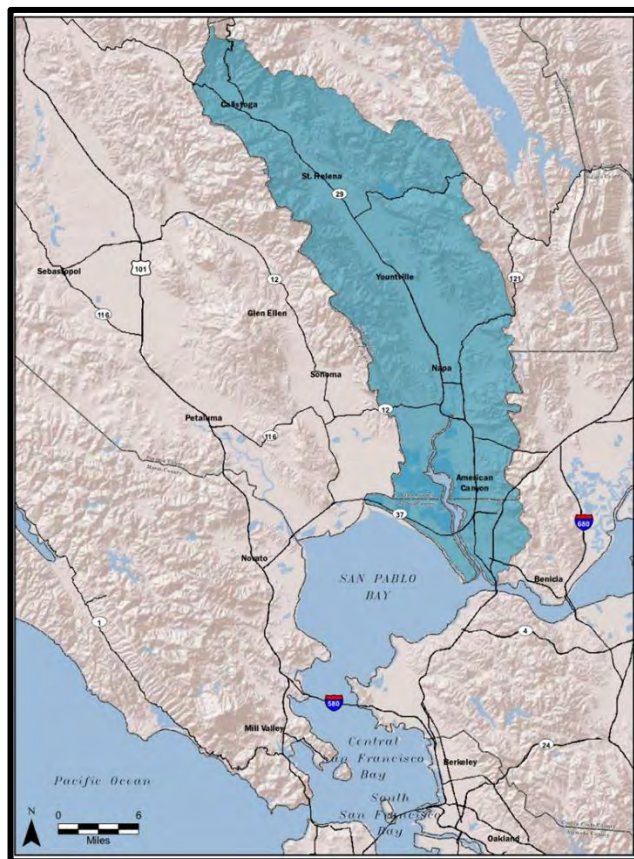 Calistoga
St. Helena
29
Sebastopol
101
12
Yountville
121
116
Glen Ellen
Napa
Sonoma
12
Petaluma
116
American
Canyon
37
680
Novato
SAN PABLO
BAY
Benicia
1
4
580
Mill Valley
Central
San Francisco
Bay
24
Berkeley
Pacific Ocean
South
San Francisco
Bay
N
0 6
Miles
Oakland